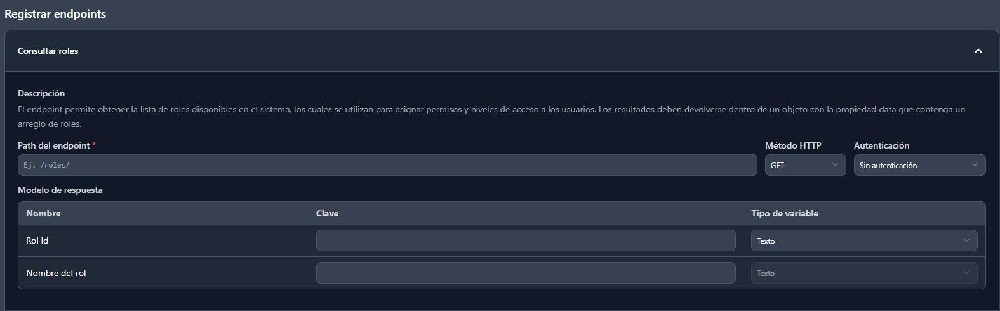 Registrar endpoints
Consultar roles
Descripción
El endpoint permite obtener la lista de roles disponibles en el sistema, los cuales se utilizan para asignar permisos y niveles de acceso a los usuarios. Los resultados deben devolverse dentro de un objeto con la propiedad data que contenga un
arreglo de roles.
Path del endpoint * Método HTTP Autenticación
Ej. /roles/ GET Sin autenticación
Modelo de respuesta
Nombre Clave Tipo de variable
Rol Id Texto
Nombre del rol Texto